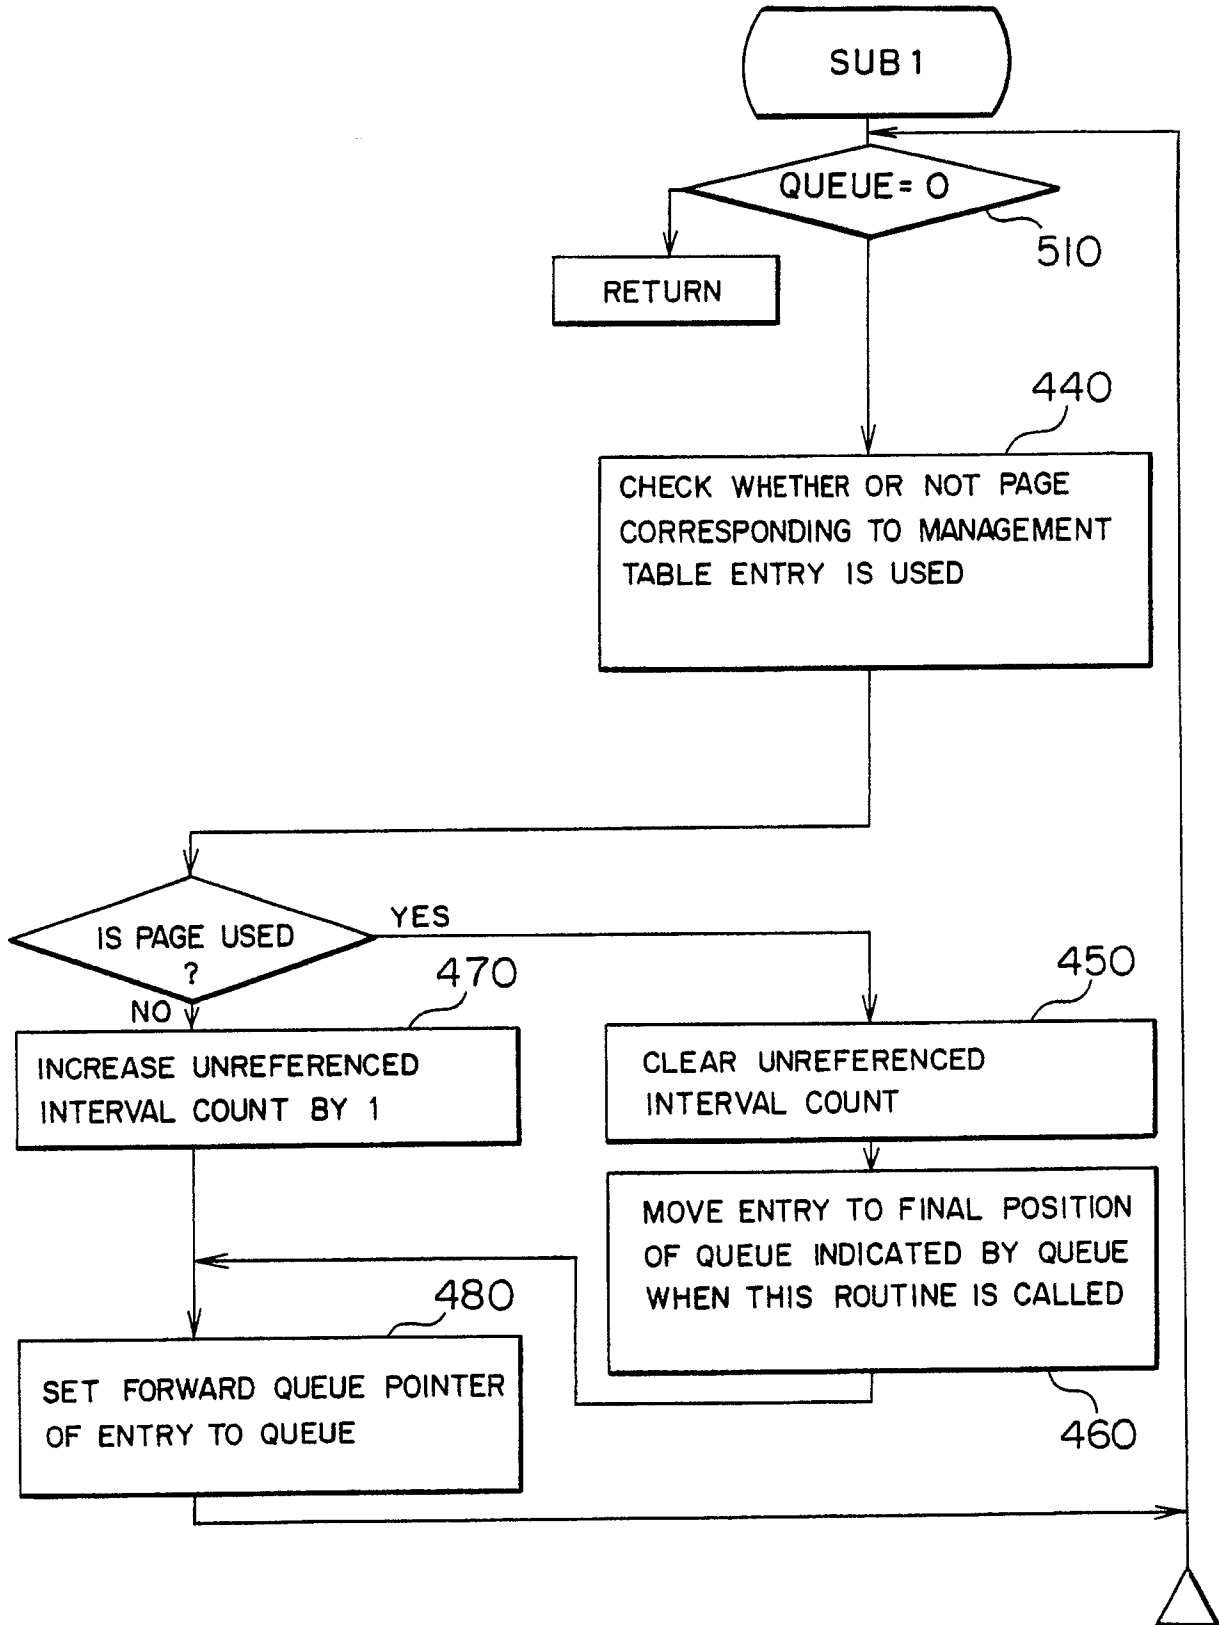 SUB 1
QUEUE = 0
510
RETURN
440
CHECK WHETHER OR NOT PAGE
CORRESPONDING TO MANAGEMENT
TABLE ENTRY IS USED
IS PAGE USED
?
YES
NO
470
INCREASE UNREFERENCED
INTERVAL COUNT BY 1
450
CLEAR UNREFERENCED
INTERVAL COUNT
MOVE ENTRY TO FINAL POSITION
OF QUEUE INDICATED BY QUEUE
WHEN THIS ROUTINE IS CALLED
460
480
SET FORWARD QUEUE POINTER
OF ENTRY TO QUEUE